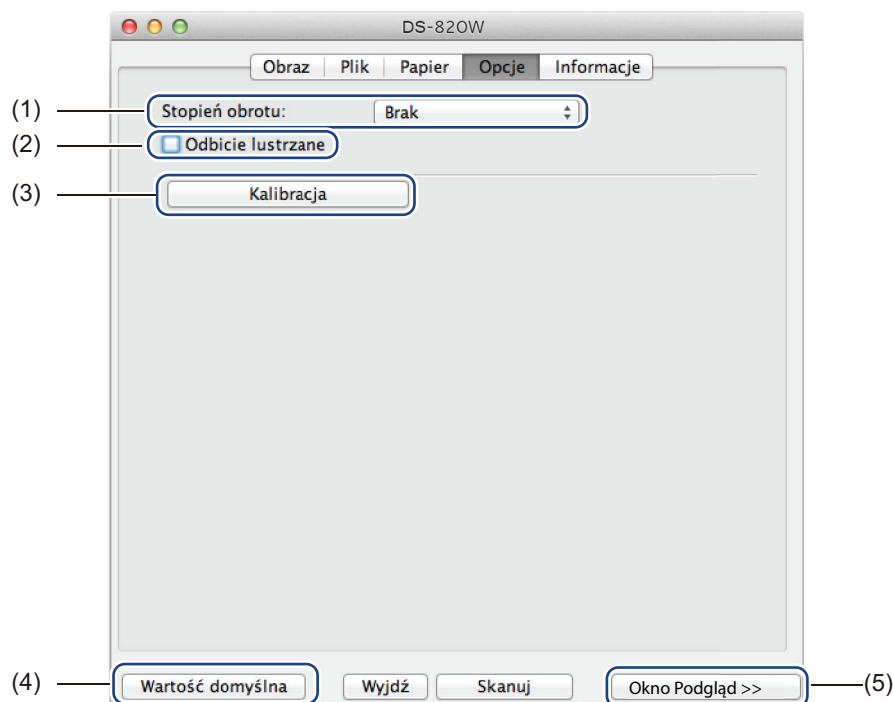 DS-820W
Obraz Plik Papier Opcje Informacje
(1) Stopień obrotu: Brak
(2) Odbicie lustrzane
(3) Kalibracja
(4) Wartość domyślna Wyjdź Skanuj Okno Podgląd >> (5)